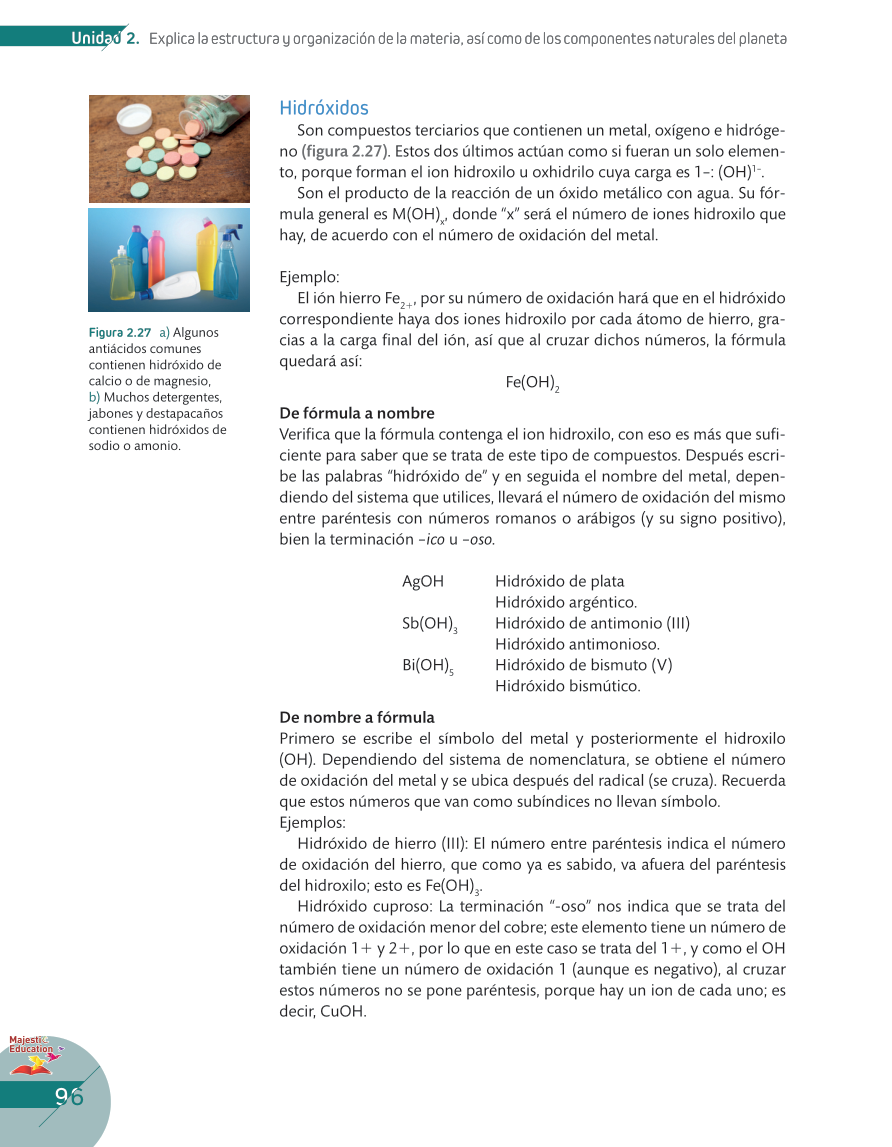 Unidad 2. Explica la estructura y organización de la materia, así como de los componentes naturales del planeta
Hidróxidos
Son compuestos terciarios que contienen un metal, oxígeno e hidróge-
no (figura 2.27). Estos dos últimos actúan como si fueran un solo elemen-
to, porque forman el ion hidroxilo u oxhidrilo cuya carga es 1–: (OH)¹⁻.
Son el producto de la reacción de un óxido metálico con agua. Su fór-
mula general es M(OH)ₓ, donde “x” será el número de iones hidroxilo que
hay, de acuerdo con el número de oxidación del metal.
Ejemplo:
El ión hierro Fe₂₊, por su número de oxidación hará que en el hidróxido
correspondiente haya dos iones hidroxilo por cada átomo de hierro, gra-
cias a la carga final del ión, así que al cruzar dichos números, la fórmula
quedará así:
Fe(OH)₂
Figura 2.27 a) Algunos
antiácidos comunes
contienen hidróxido de
calcio o de magnesio,
b) Muchos detergentes,
jabones y destapacaños
contienen hidróxidos de
sodio o amonio.
De fórmula a nombre
Verifica que la fórmula contenga el ion hidroxilo, con eso es más que sufi-
ciente para saber que se trata de este tipo de compuestos. Después escri-
be las palabras “hidróxido de” y en seguida el nombre del metal, depen-
diendo del sistema que utilices, llevará el número de oxidación del mismo
entre paréntesis con números romanos o arábigos (y su signo positivo),
bien la terminación –ico u –oso.
AgOH Hidróxido de plata
Hidróxido argéntico.
Sb(OH)₃ Hidróxido de antimonio (III)
Hidróxido antimonioso.
Bi(OH)₅ Hidróxido de bismuto (V)
Hidróxido bismútico.
De nombre a fórmula
Primero se escribe el símbolo del metal y posteriormente el hidroxilo
(OH). Dependiendo del sistema de nomenclatura, se obtiene el número
de oxidación del metal y se ubica después del radical (se cruza). Recuerda
que estos números que van como subíndices no llevan símbolo.
Ejemplos:
Hidróxido de hierro (III): El número entre paréntesis indica el número
de oxidación del hierro, que como ya es sabido, va afuera del paréntesis
del hidroxilo; esto es Fe(OH)₃.
Hidróxido cuproso: La terminación “-oso” nos indica que se trata del
número de oxidación menor del cobre; este elemento tiene un número de
oxidación 1+ y 2+, por lo que en este caso se trata del 1+, y como el OH
también tiene un número de oxidación 1 (aunque es negativo), al cruzar
estos números no se pone paréntesis, porque hay un ion de cada uno; es
decir, CuOH.
Majestic
Education
96